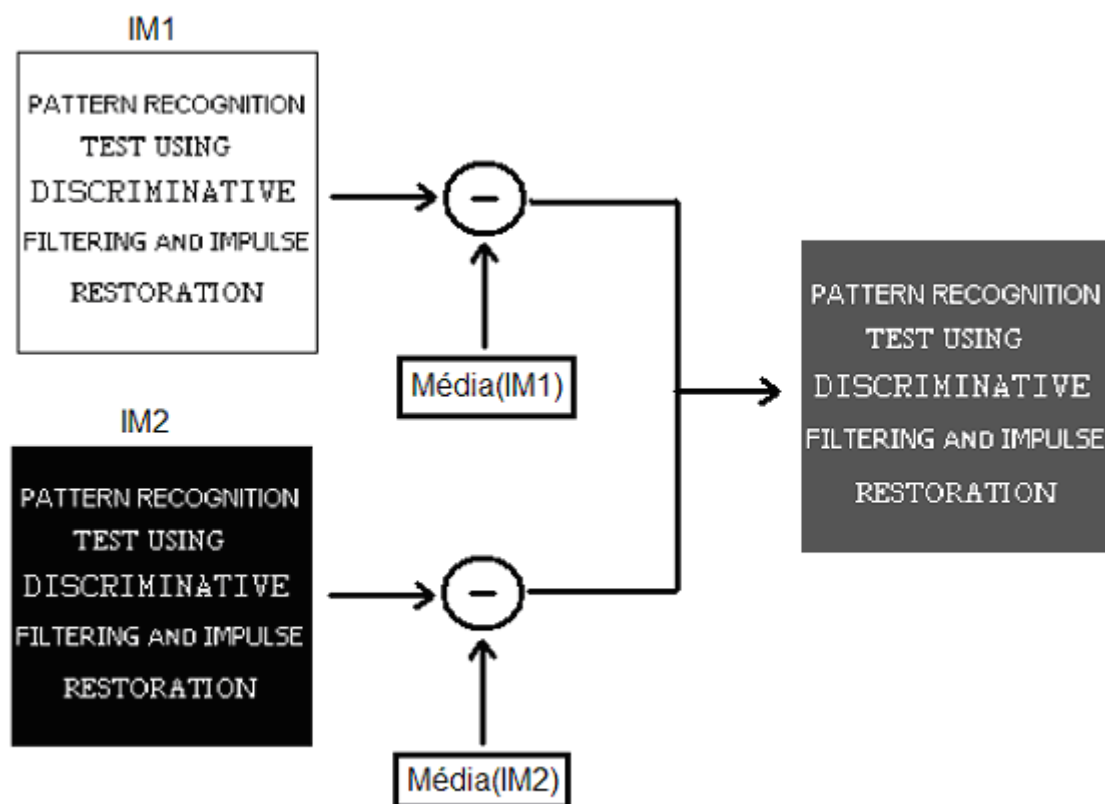 IM1
PATTERN RECOGNITION
TEST USING
DISCRIMINATIVE
FILTERING AND IMPULSE
RESTORATION
-
Média(IM1)
IM2
PATTERN RECOGNITION
TEST USING
DISCRIMINATIVE
FILTERING AND IMPULSE
RESTORATION
-
Média(IM2)
PATTERN RECOGNITION
TEST USING
DISCRIMINATIVE
FILTERING AND IMPULSE
RESTORATION